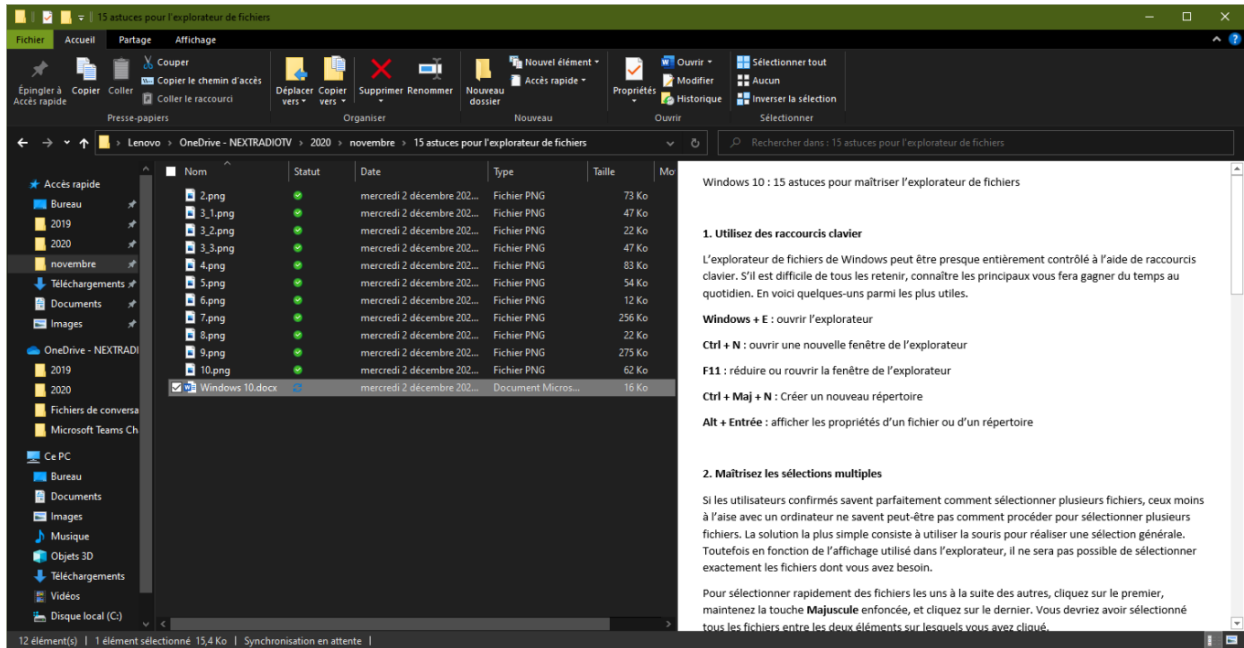 15 astuces pour l'explorateur de fichiers
Fichier Accueil Partage Affichage
Épingler à Accès rapide
Copier
Coller
Couper
Copier le chemin d'accès
Coller le raccourci
Presse-papiers
Déplacer vers
Copier vers
Supprimer
Renommer
Organiser
Nouveau dossier
Nouvel élément
Accès rapide
Nouveau
Propriétés
Ouvrir
Modifier
Historique
Ouvrir
Sélectionner tout
Aucun
Inverser la sélection
Sélectionner
Lenovo > OneDrive - NEXTRADIOTV > 2020 > novembre > 15 astuces pour l'explorateur de fichiers
Rechercher dans : 15 astuces pour l'explorateur de fichiers
Accès rapide
Bureau
2019
2020
novembre
Téléchargements
Documents
Images
OneDrive - NEXTRADI
2019
2020
Fichiers de conversa
Microsoft Teams Ch
Ce PC
Bureau
Documents
Images
Musique
Objets 3D
Téléchargements
Vidéos
Disque local (C:)
Nom Statut Date Type Taille Mo
2.png mercredi 2 décembre 202... Fichier PNG 73 Ko
3_1.png mercredi 2 décembre 202... Fichier PNG 47 Ko
3_2.png mercredi 2 décembre 202... Fichier PNG 22 Ko
3_3.png mercredi 2 décembre 202... Fichier PNG 47 Ko
4.png mercredi 2 décembre 202... Fichier PNG 83 Ko
5.png mercredi 2 décembre 202... Fichier PNG 54 Ko
6.png mercredi 2 décembre 202... Fichier PNG 12 Ko
7.png mercredi 2 décembre 202... Fichier PNG 256 Ko
8.png mercredi 2 décembre 202... Fichier PNG 22 Ko
9.png mercredi 2 décembre 202... Fichier PNG 275 Ko
10.png mercredi 2 décembre 202... Fichier PNG 62 Ko
Windows 10.docx mercredi 2 décembre 202... Document Micros... 16 Ko
Windows 10 : 15 astuces pour maîtriser l'explorateur de fichiers
1. Utilisez des raccourcis clavier
L'explorateur de fichiers de Windows peut être presque entièrement contrôlé à l'aide de raccourcis
clavier. S'il est difficile de tous les retenir, connaître les principaux vous fera gagner du temps au
quotidien. En voici quelques-uns parmi les plus utiles.
Windows + E : ouvrir l'explorateur
Ctrl + N : ouvrir une nouvelle fenêtre de l'explorateur
F11 : réduire ou rouvrir la fenêtre de l'explorateur
Ctrl + Maj + N : Créer un nouveau répertoire
Alt + Entrée : afficher les propriétés d'un fichier ou d'un répertoire
2. Maîtrisez les sélections multiples
Si les utilisateurs confirmés savent parfaitement comment sélectionner plusieurs fichiers, ceux moins
à l'aise avec un ordinateur ne savent peut-être pas comment procéder pour sélectionner plusieurs
fichiers. La solution la plus simple consiste à utiliser la souris pour réaliser une sélection générale.
Toutefois en fonction de l'affichage utilisé dans l'explorateur, il ne sera pas possible de sélectionner
exactement les fichiers dont vous avez besoin.
Pour sélectionner rapidement des fichiers les uns à la suite des autres, cliquez sur le premier,
maintenez la touche Majuscule enfoncée, et cliquez sur le dernier. Vous devriez avoir sélectionné
tous les fichiers entre les deux éléments sur lesquels vous avez cliqué.
12 élément(s) | 1 élément sélectionné 15,4 Ko | Synchronisation en attente |